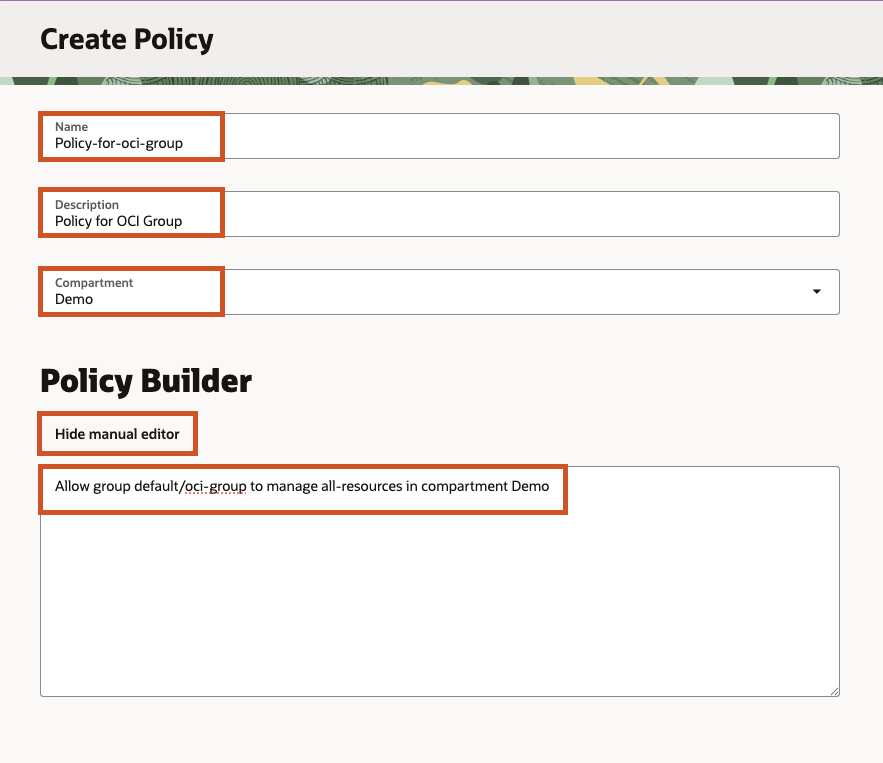 Create Policy
Name
Policy-for-oci-group
Description
Policy for OCI Group
Compartment
Demo
Policy Builder
Hide manual editor
Allow group default/oci-group to manage all-resources in compartment Demo